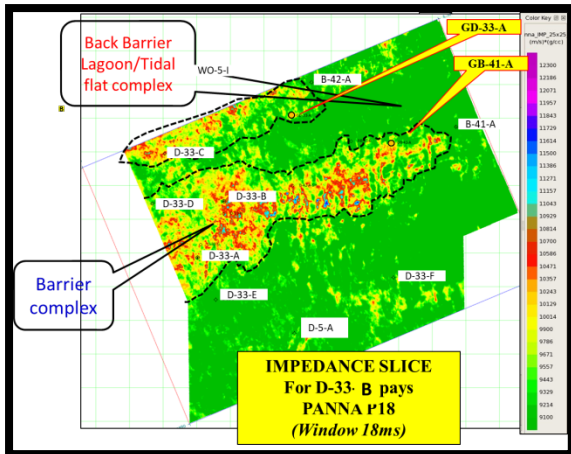 Color Key
nna_IMP_25x25
(m/s)*(g/cc)
GD-33-A
Back Barrier
Lagoon/Tidal
flat complex
WO-5-I
B-42-A
GB-41-A
B
B-41-A
D-33-C
D-33-D
D-33-B
D-33-A
Barrier
complex
D-33-E
D-33-F
D-5-A
IMPEDANCE SLICE
For D-33- B pays
PANNA P18
(Window 18ms)
12300
12186
12071
11957
11843
11729
11614
11500
11386
11271
11157
11043
10929
10814
10700
10586
10471
10357
10243
10129
10014
9900
9786
9671
9557
9443
9329
9214
9100